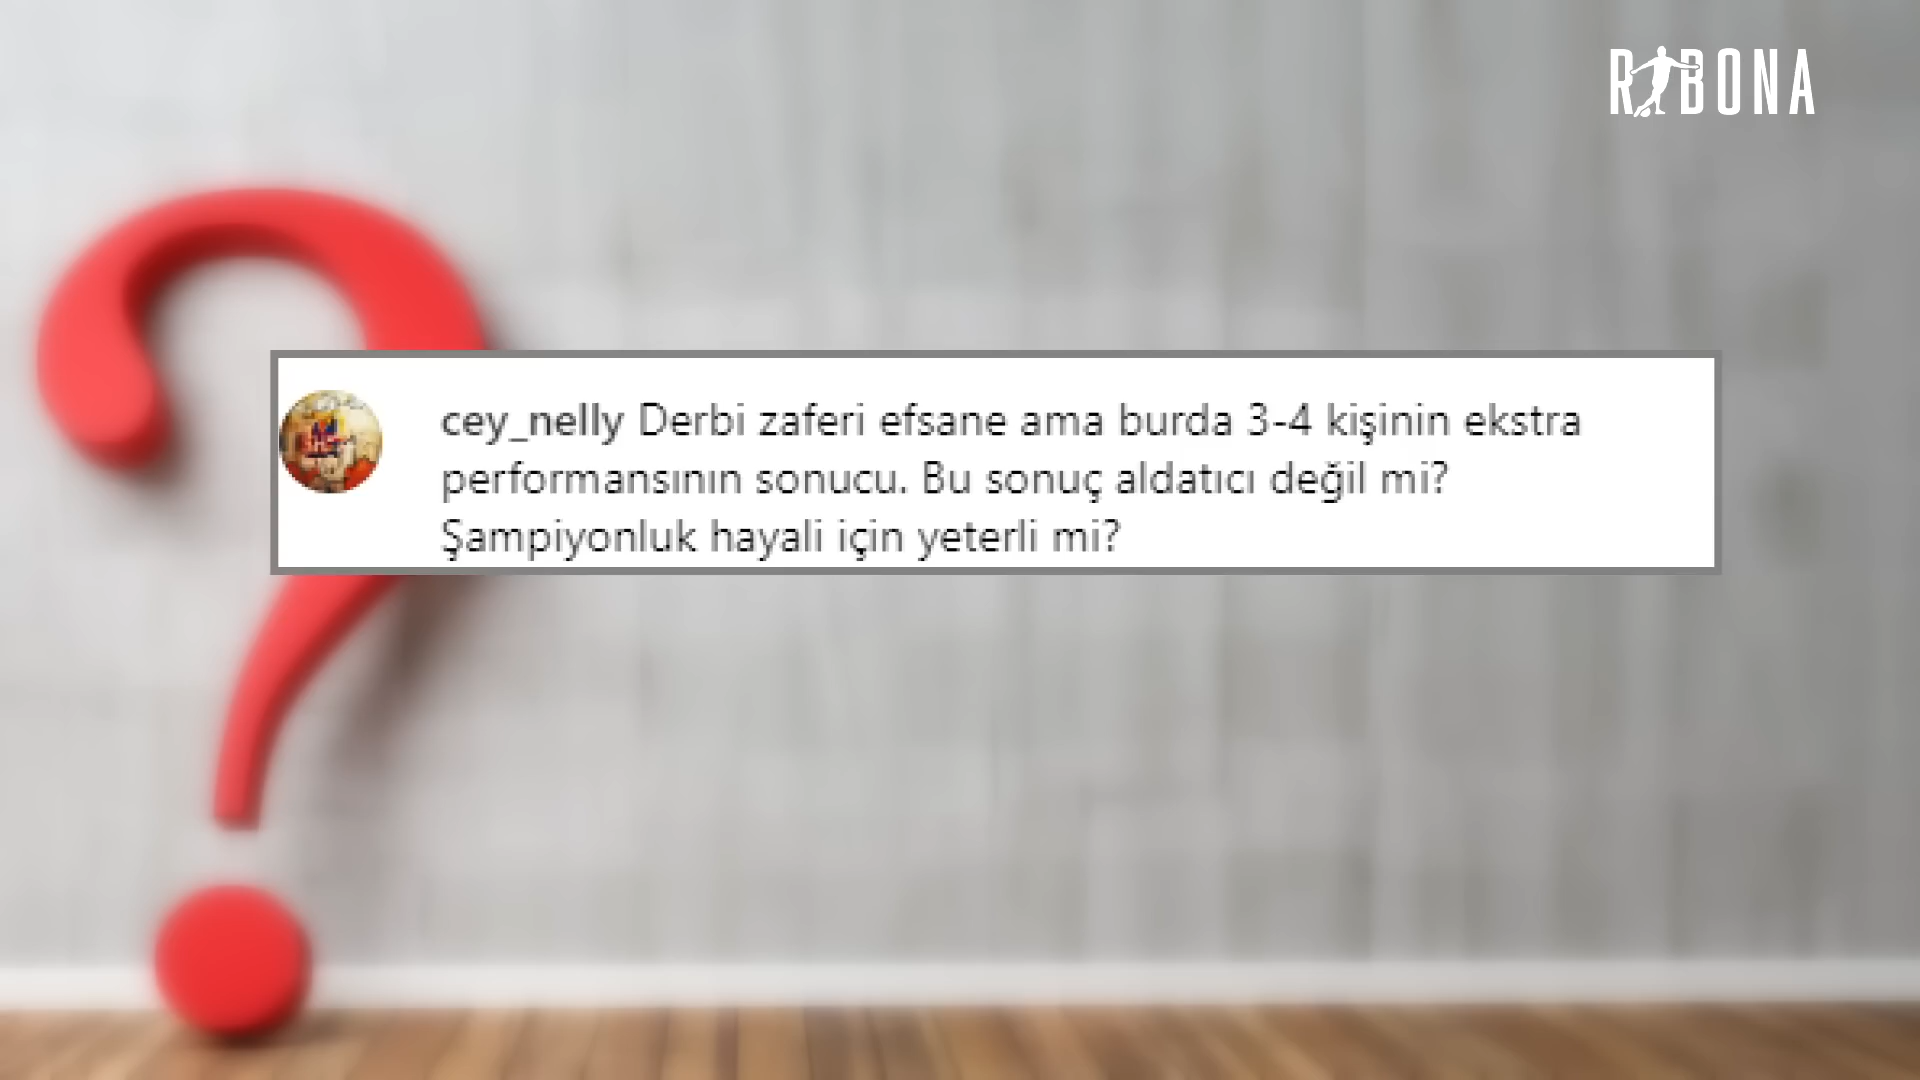 RABONA
cey_nelly Derbi zaferi efsane ama burda 3-4 kişinin ekstra
performansının sonucu. Bu sonuç aldatıcı değil mi?
Şampiyonluk hayali için yeterli mi?